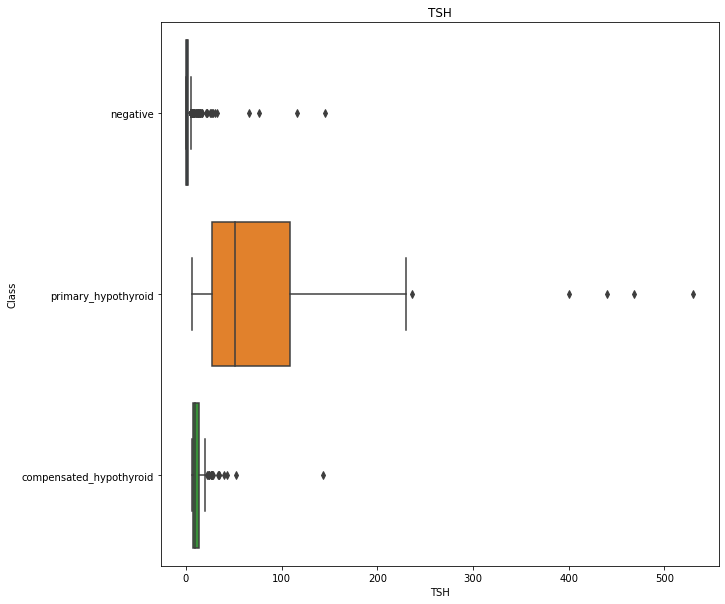 TSH
negative
primary_hypothyroid
compensated_hypothyroid
Class
0 100 200 300 400 500
TSH